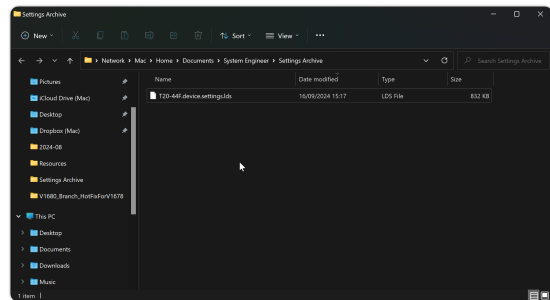 Settings Archive
New Sort View
Network Mac Home Documents System Engineer Settings Archive Search Settings Archive
Name Date modified Type Size
T20-44F.device.settings.lds 16/09/2024 15:17 LDS File 832 KB
Pictures
iCloud Drive (Mac)
Desktop
Dropbox (Mac)
2024-08
Resources
Settings Archive
V1680_Branch_HotFixForV1678
This PC
Desktop
Documents
Downloads
Music
1 item